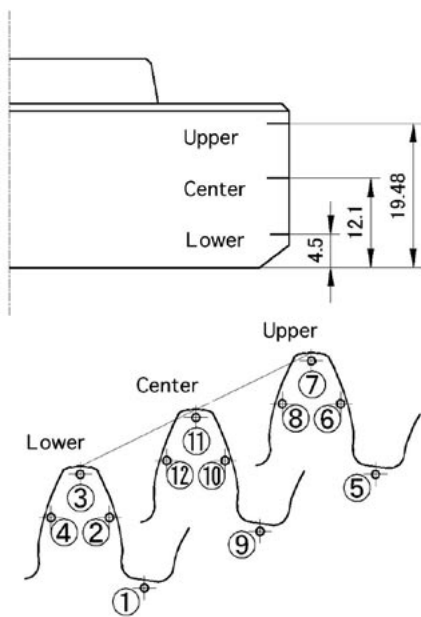 Upper
Center
Lower
4.5
12.1
19.48
Upper
Center
Lower
⑦
⑧ ⑥
⑪
⑫ ⑩
⑤
③
④ ②
⑨
①